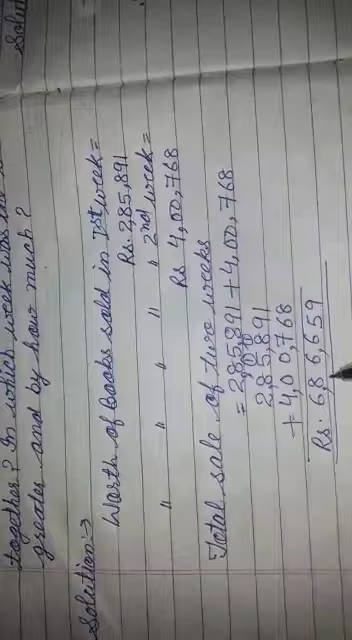 together? In which week was the
greater and by how much?
Solution →
Worth of books sold in 1st week =
Rs. 2,85,891
" " " " " 2nd week =
Rs 4,00,768
Total sale of two weeks
= 2,85,891 + 4,00,768
2,85,891
+ 4,00,768
Rs. 6,86,659